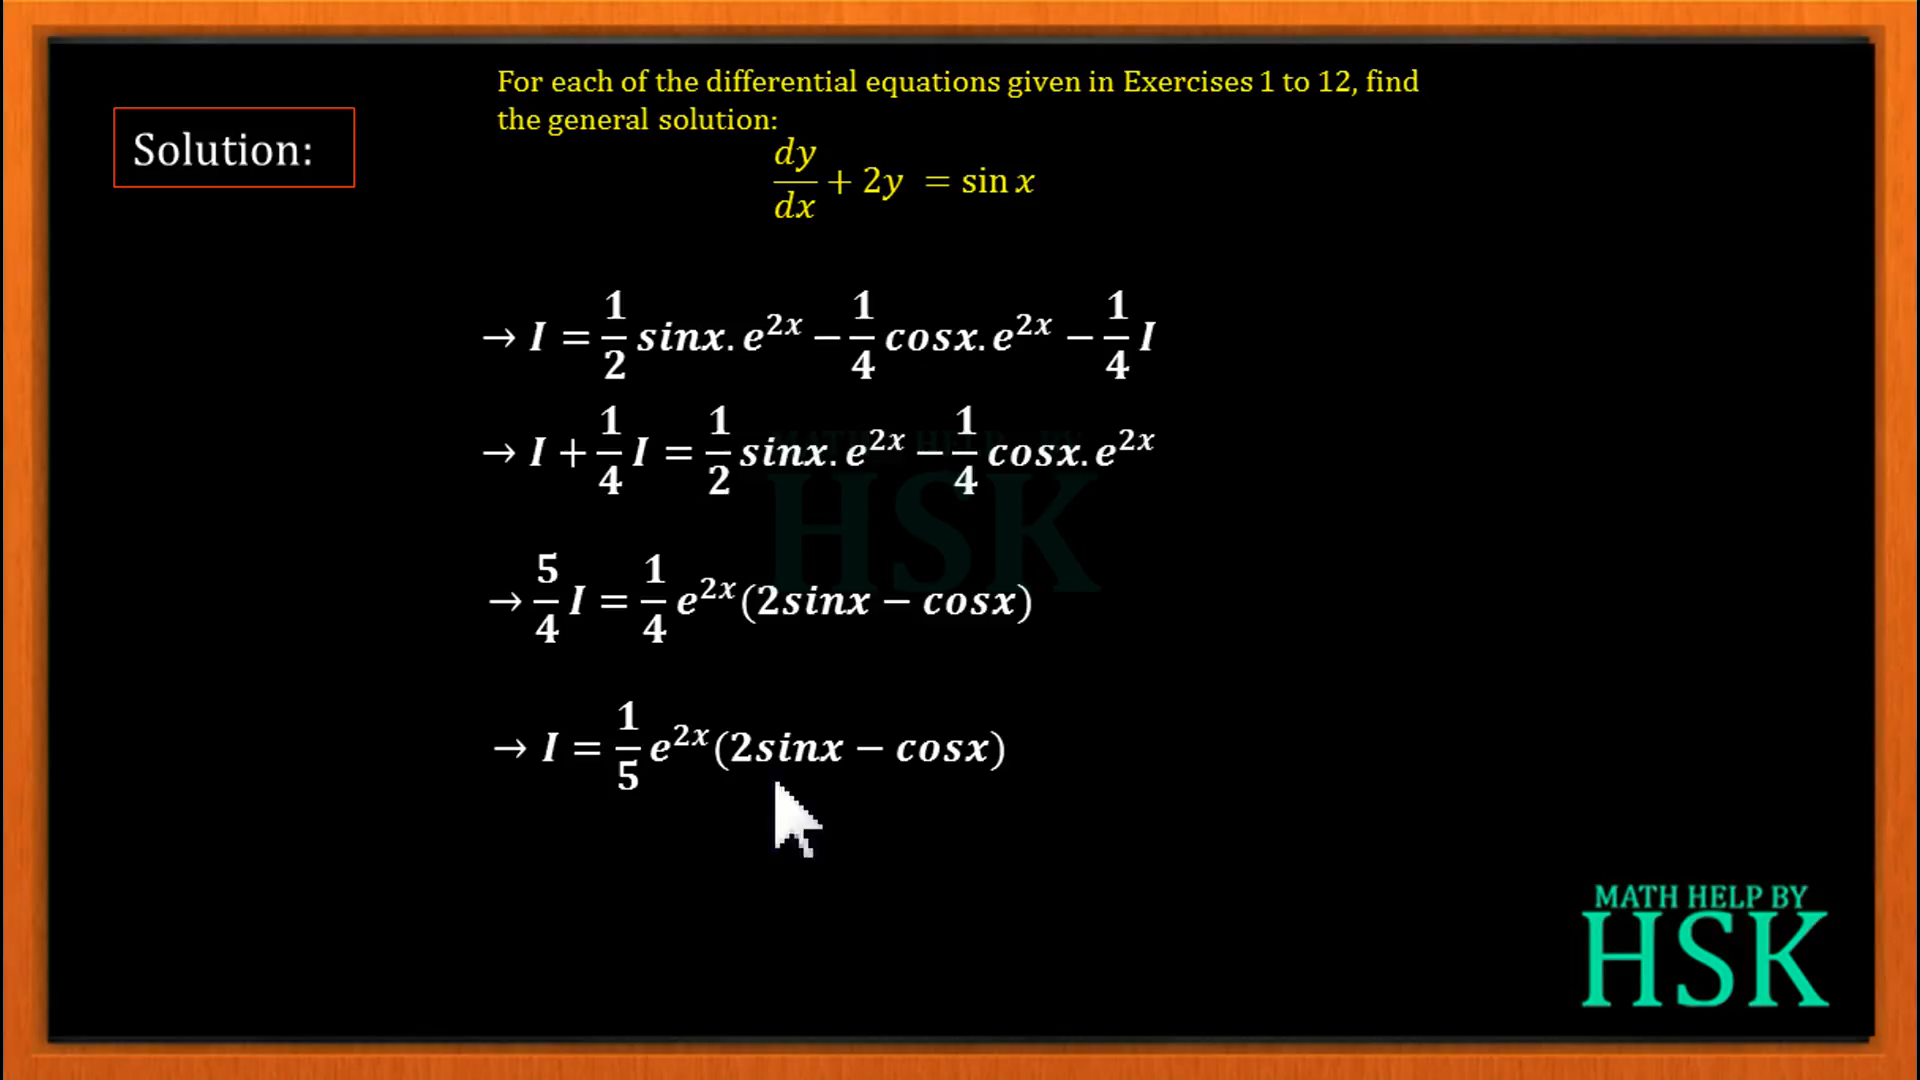 For each of the differential equations given in Exercises 1 to 12, find
the general solution:
Solution:
dy/dx + 2y = sin x
→ I = 1/2 sinx. e^{2x} − 1/4 cosx. e^{2x} − 1/4 I
→ I + 1/4 I = 1/2 sinx. e^{2x} − 1/4 cosx. e^{2x}
→ 5/4 I = 1/4 e^{2x}(2sinx − cosx)
→ I = 1/5 e^{2x}(2sinx − cosx)
MATH HELP BY
HSK